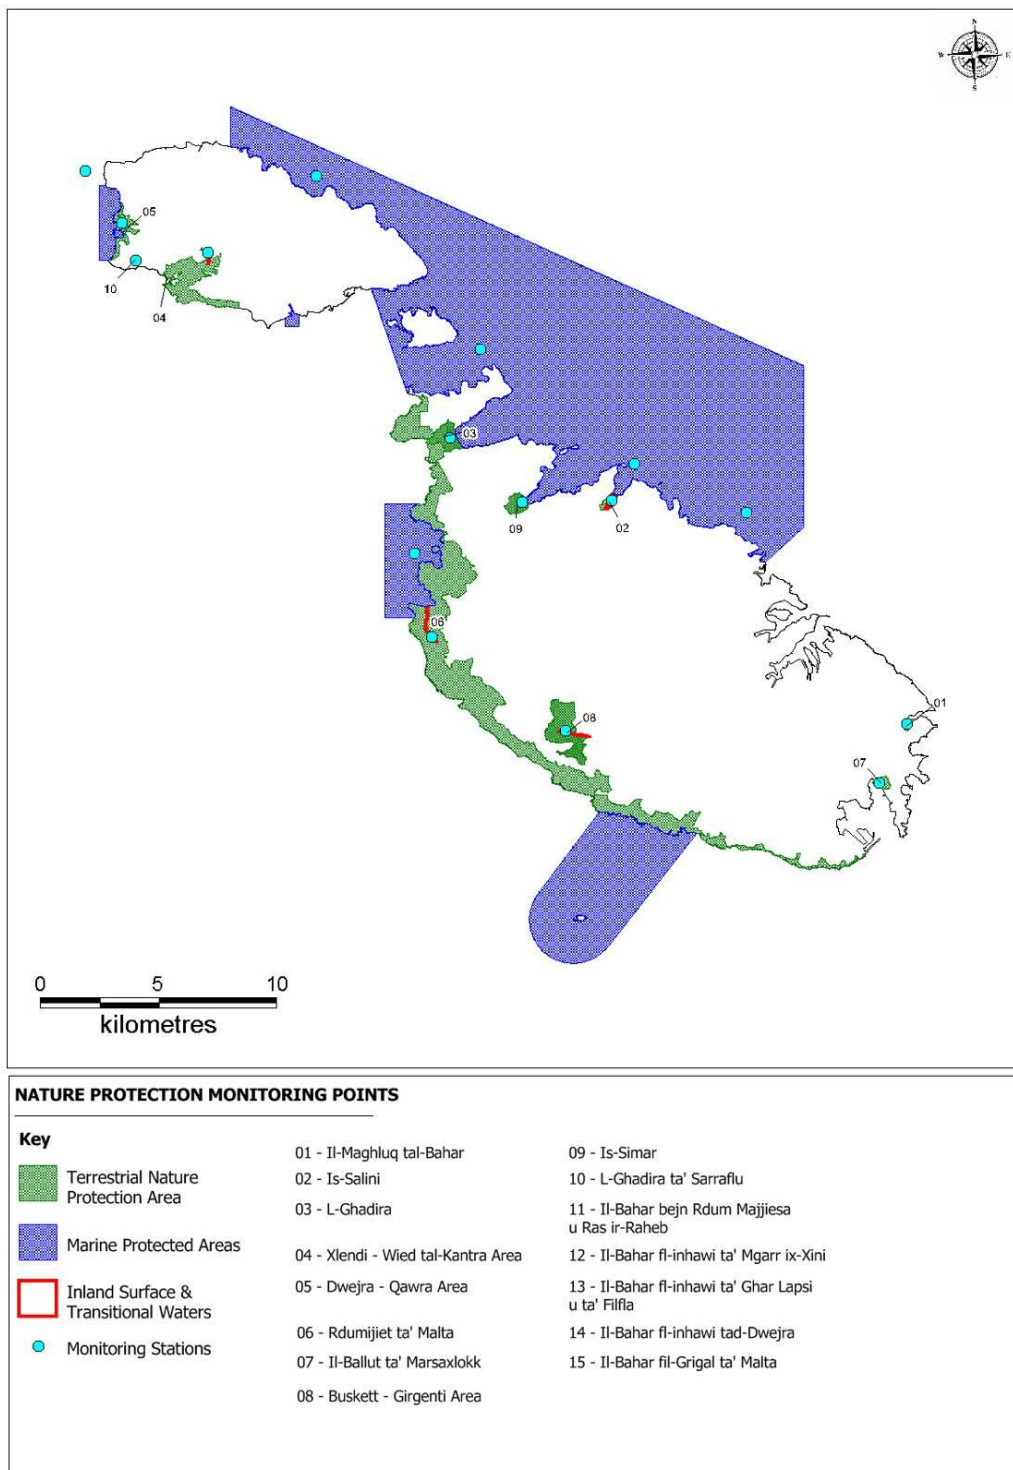 N
W E
S
05
10
04
03
09
02
06
08
01
07
0 5 10
kilometres
NATURE PROTECTION MONITORING POINTS
Key
Terrestrial Nature
Protection Area
Marine Protected Areas
Inland Surface &
Transitional Waters
Monitoring Stations
01 - Il-Maghluq tal-Bahar
02 - Is-Salini
03 - L-Ghadira
04 - Xlendi - Wied tal-Kantra Area
05 - Dwejra - Qawra Area
06 - Rdumijiet ta' Malta
07 - Il-Ballut ta' Marsaxlokk
08 - Buskett - Girgenti Area
09 - Is-Simar
10 - L-Ghadira ta' Sarraflu
11 - Il-Bahar bejn Rdum Majjiesa
u Ras ir-Raheb
12 - Il-Bahar fl-inhawi ta' Mgarr ix-Xini
13 - Il-Bahar fl-inhawi ta' Ghar Lapsi
u ta' Filfla
14 - Il-Bahar fl-inhawi tad-Dwejra
15 - Il-Bahar fil-Grigal ta' Malta